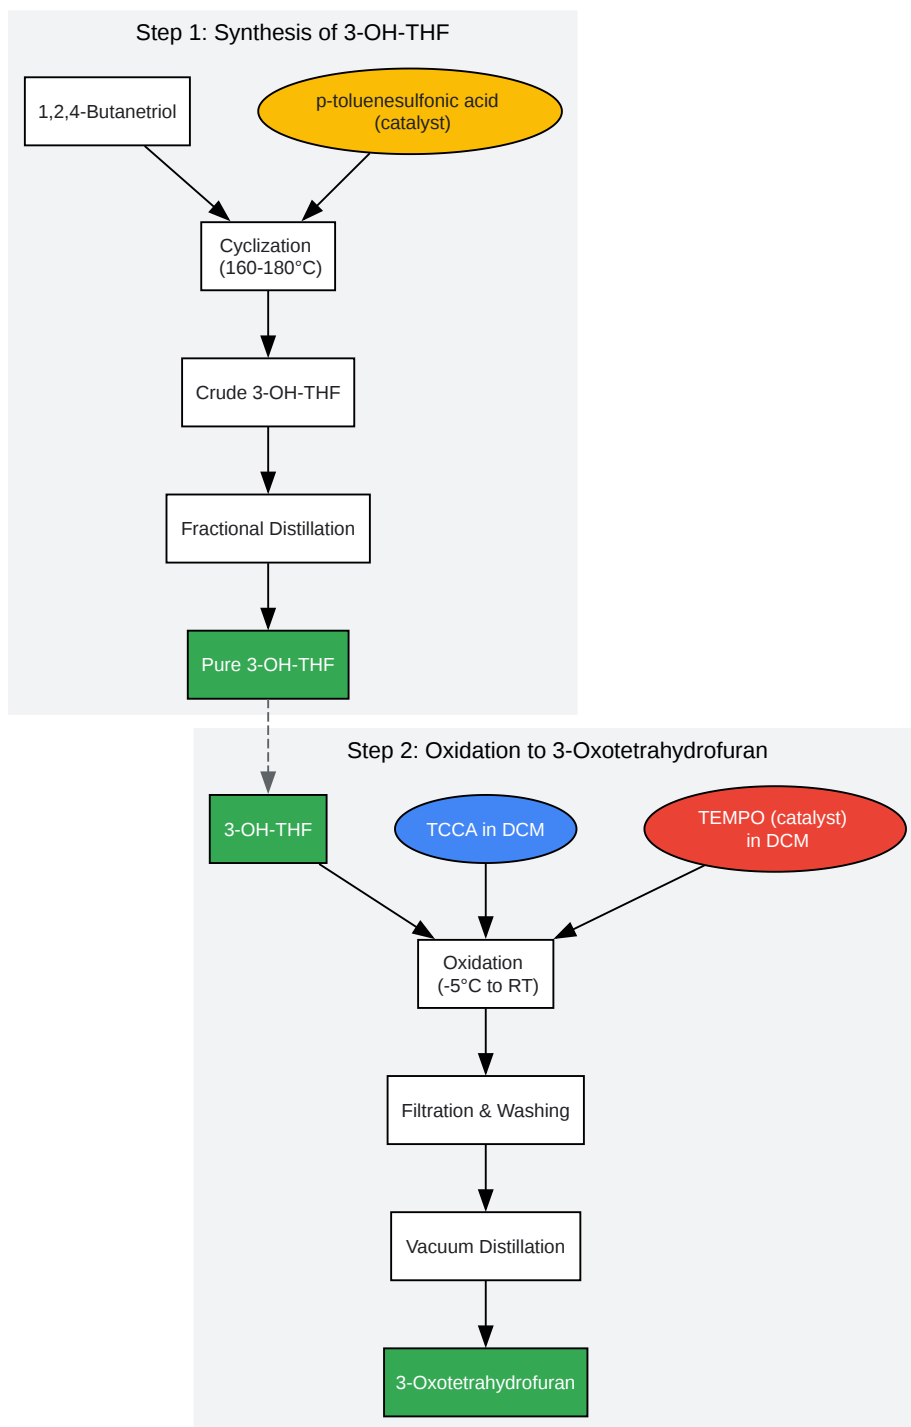 Step 1: Synthesis of 3-OH-THF
1,2,4-Butanetriol
p-toluenesulfonic acid
(catalyst)
Cyclization
(160-180°C)
Crude 3-OH-THF
Fractional Distillation
Pure 3-OH-THF
Step 2: Oxidation to 3-Oxotetrahydrofuran
3-OH-THF
TCCA in DCM
TEMPO (catalyst)
in DCM
Oxidation
(-5°C to RT)
Filtration & Washing
Vacuum Distillation
3-Oxotetrahydrofuran